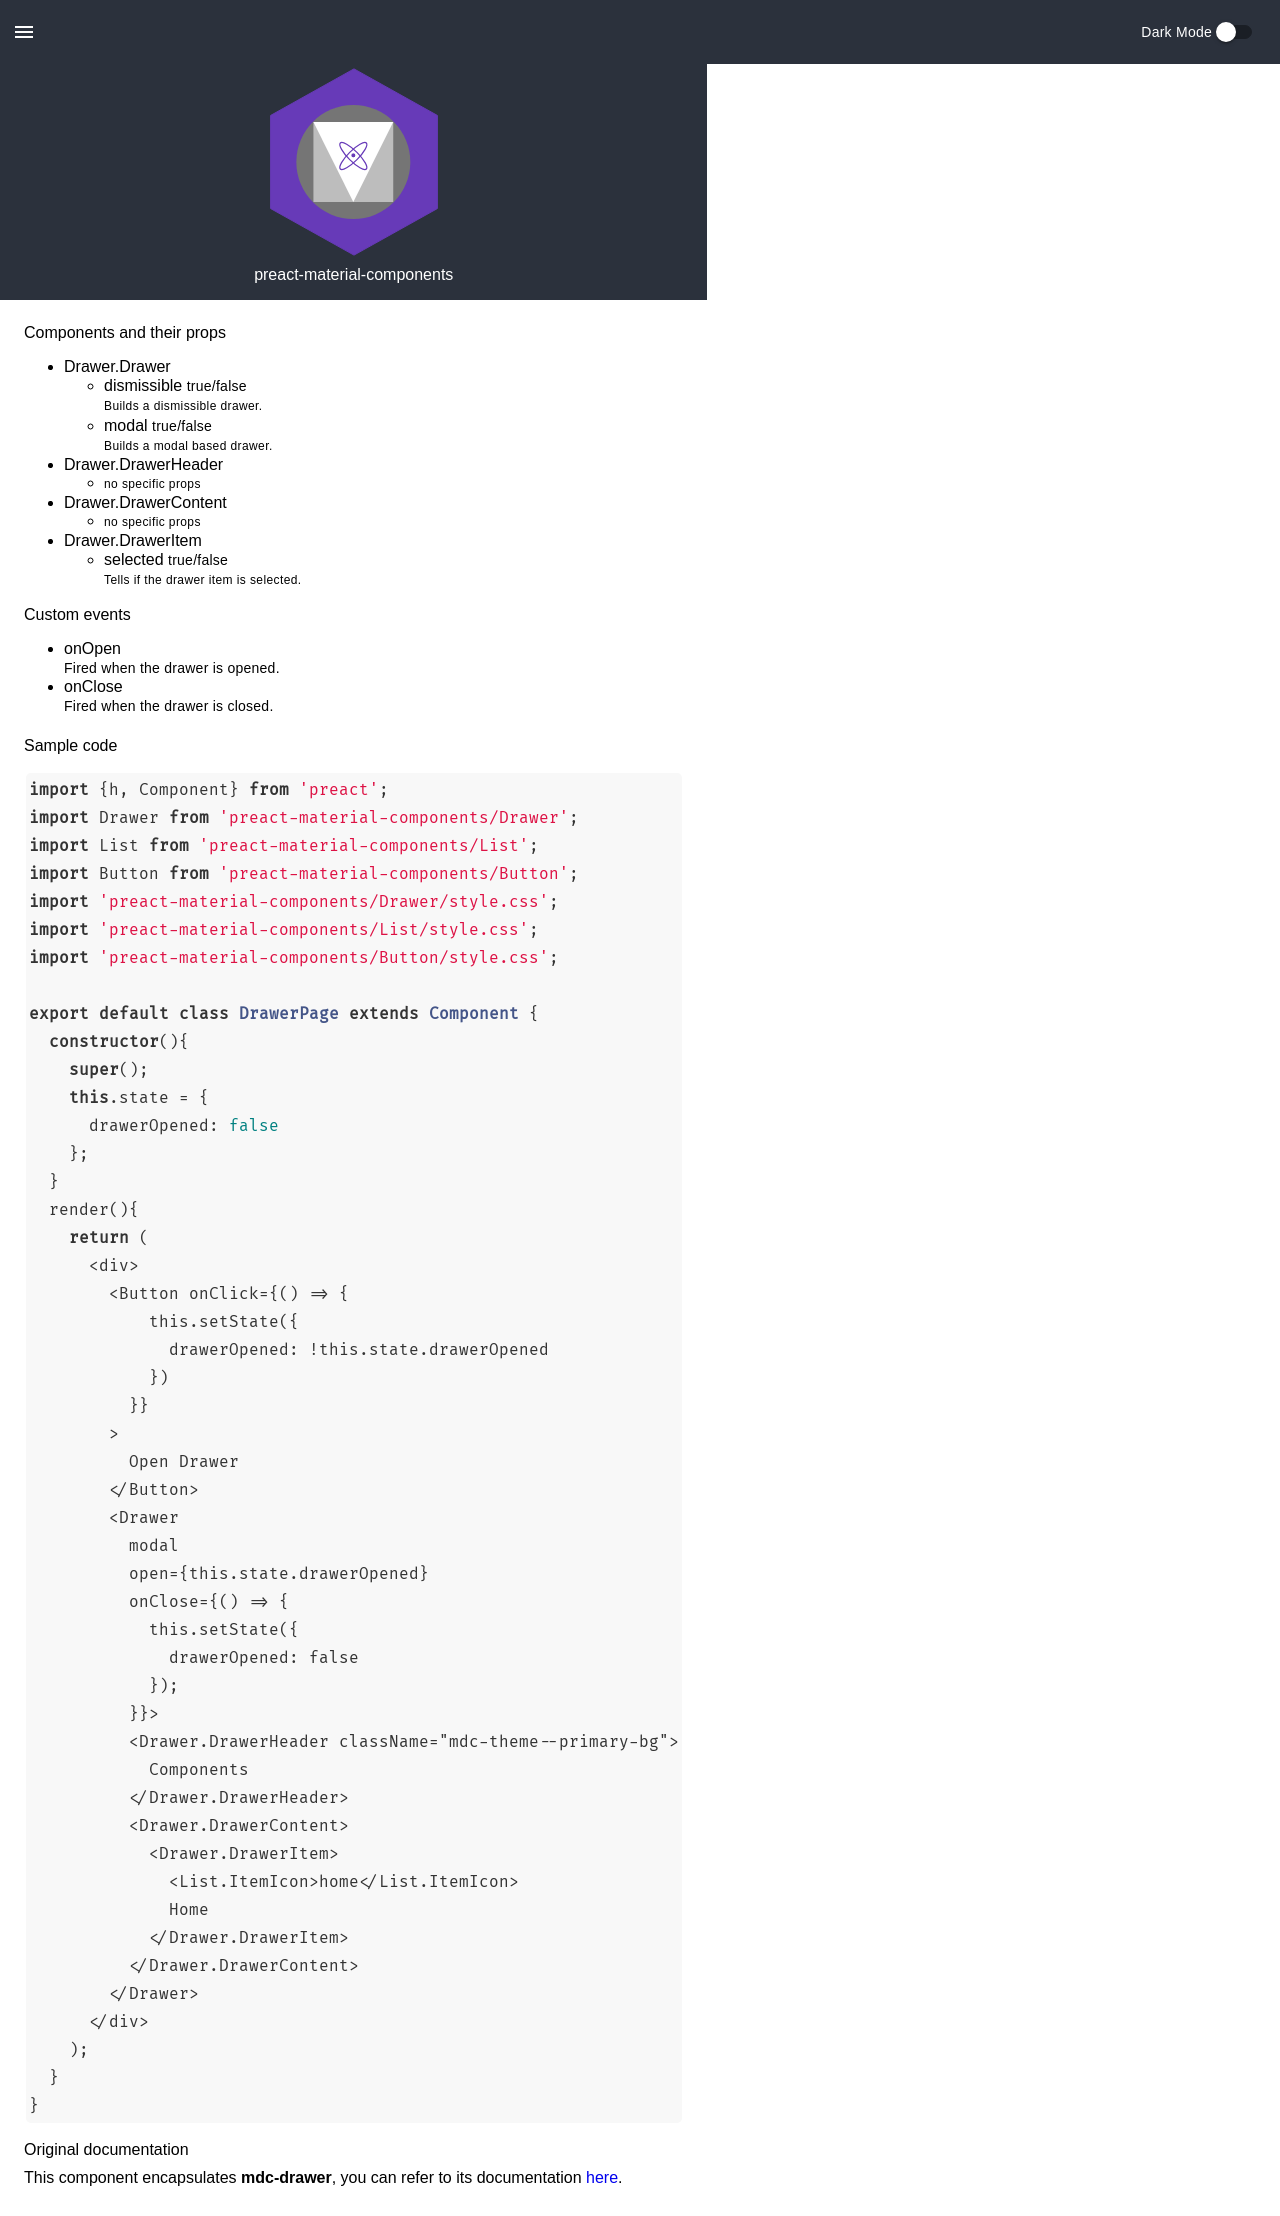 Dark Mode
preact-material-components
Components and their props
Drawer.Drawer
dismissible true/false
Builds a dismissible drawer.
modal true/false
Builds a modal based drawer.
Drawer.DrawerHeader
no specific props
Drawer.DrawerContent
no specific props
Drawer.DrawerItem
selected true/false
Tells if the drawer item is selected.
Custom events
onOpen
Fired when the drawer is opened.
onClose
Fired when the drawer is closed.
Sample code
import {h, Component} from 'preact';
import Drawer from 'preact-material-components/Drawer';
import List from 'preact-material-components/List';
import Button from 'preact-material-components/Button';
import 'preact-material-components/Drawer/style.css';
import 'preact-material-components/List/style.css';
import 'preact-material-components/Button/style.css';

export default class DrawerPage extends Component {
  constructor(){
    super();
    this.state = {
      drawerOpened: false
    };
  }
  render(){
    return (
      <div>
        <Button onClick={() => {
            this.setState({
              drawerOpened: !this.state.drawerOpened
            })
          }}
        >
          Open Drawer
        </Button>
        <Drawer
          modal
          open={this.state.drawerOpened}
          onClose={() => {
            this.setState({
              drawerOpened: false
            });
          }}>
          <Drawer.DrawerHeader className="mdc-theme--primary-bg">
            Components
          </Drawer.DrawerHeader>
          <Drawer.DrawerContent>
            <Drawer.DrawerItem>
              <List.ItemIcon>home</List.ItemIcon>
              Home
            </Drawer.DrawerItem>
          </Drawer.DrawerContent>
        </Drawer>
      </div>
    );
  }
}
Original documentation
This component encapsulates mdc-drawer, you can refer to its documentation here.